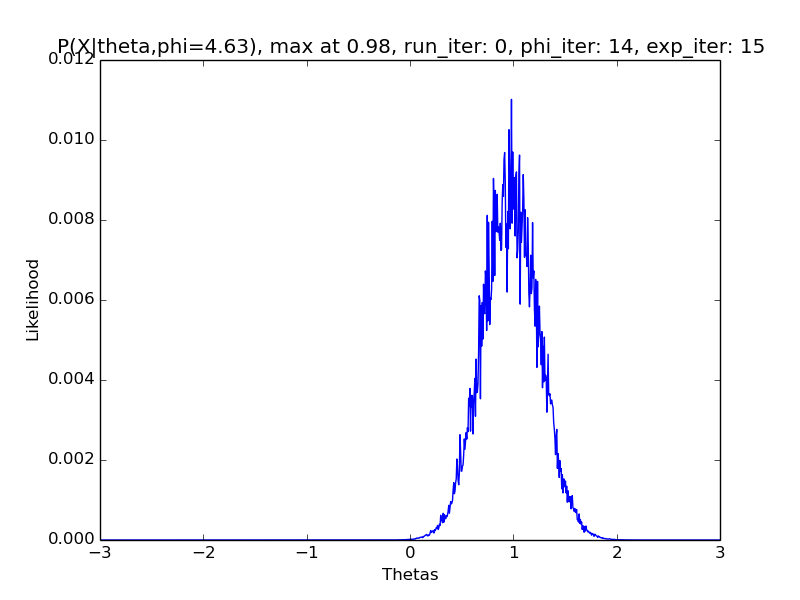 P(X|theta,phi=4.63), max at 0.98, run_iter: 0, phi_iter: 14, exp_iter: 15
0.012
0.010
0.008
0.006
0.004
0.002
0.000
Likelihood
−3 −2 −1 0 1 2 3
Thetas